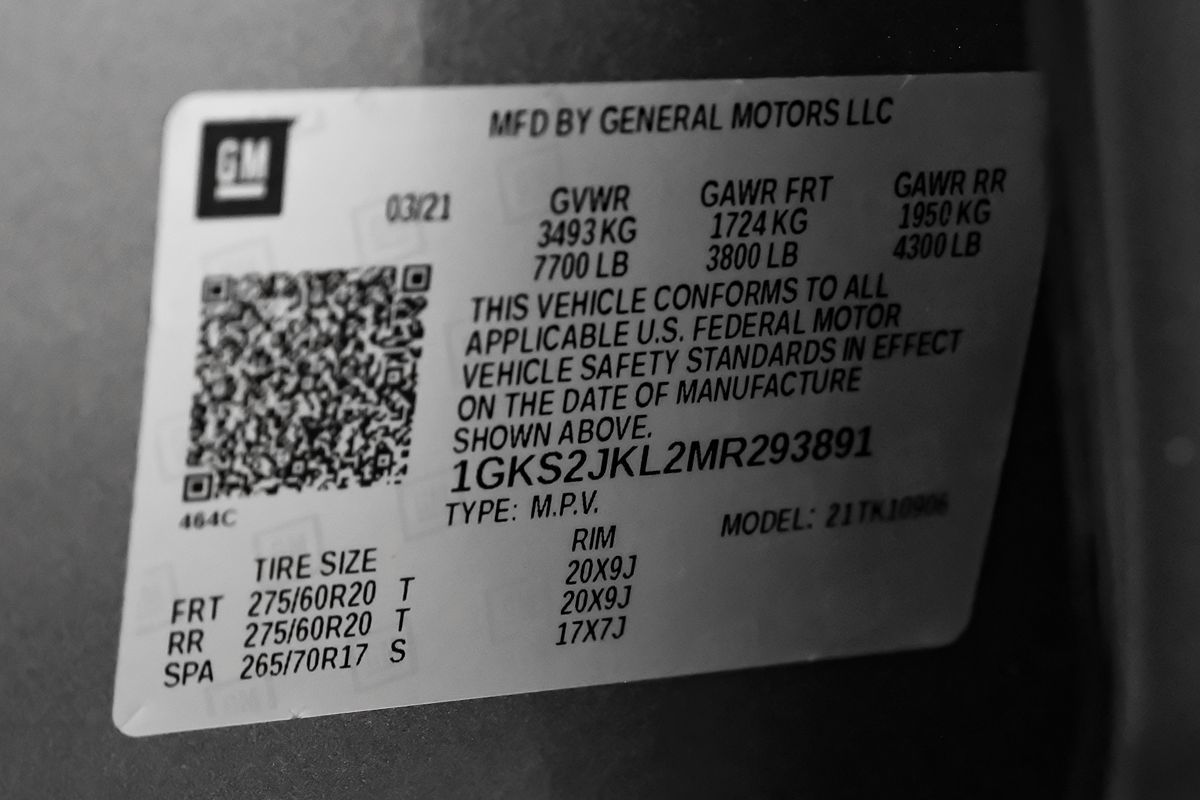 GM
MFD BY GENERAL MOTORS LLC
03/21
GVWR GAWR FRT GAWR RR
3493 KG 1724 KG 1950 KG
7700 LB 3800 LB 4300 LB
THIS VEHICLE CONFORMS TO ALL
APPLICABLE U.S. FEDERAL MOTOR
VEHICLE SAFETY STANDARDS IN EFFECT
ON THE DATE OF MANUFACTURE
SHOWN ABOVE.
1GKS2JKL2MR293891
TYPE: M.P.V. MODEL: 21TK10906
464C
TIRE SIZE RIM
FRT 275/60R20 T 20X9J
RR 275/60R20 T 20X9J
SPA 265/70R17 S 17X7J